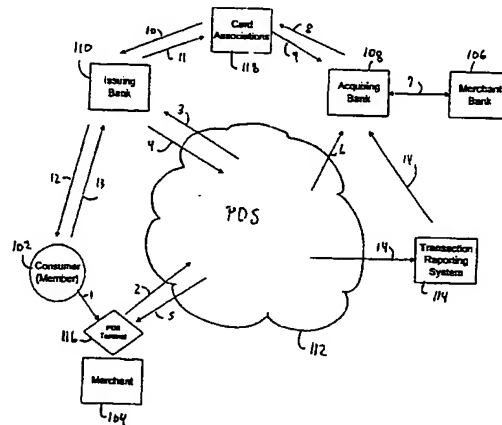 Card
Associations
118
10
11
8
9
110
Issuing
Bank
108
Acquiring
Bank
7
106
Merchant
Bank
3
4
6
14
12
13
PDS
102
Consumer
(Member)
1
2
5
14
Transaction
Reporting
System
114
116
POS
Terminal
112
Merchant
104